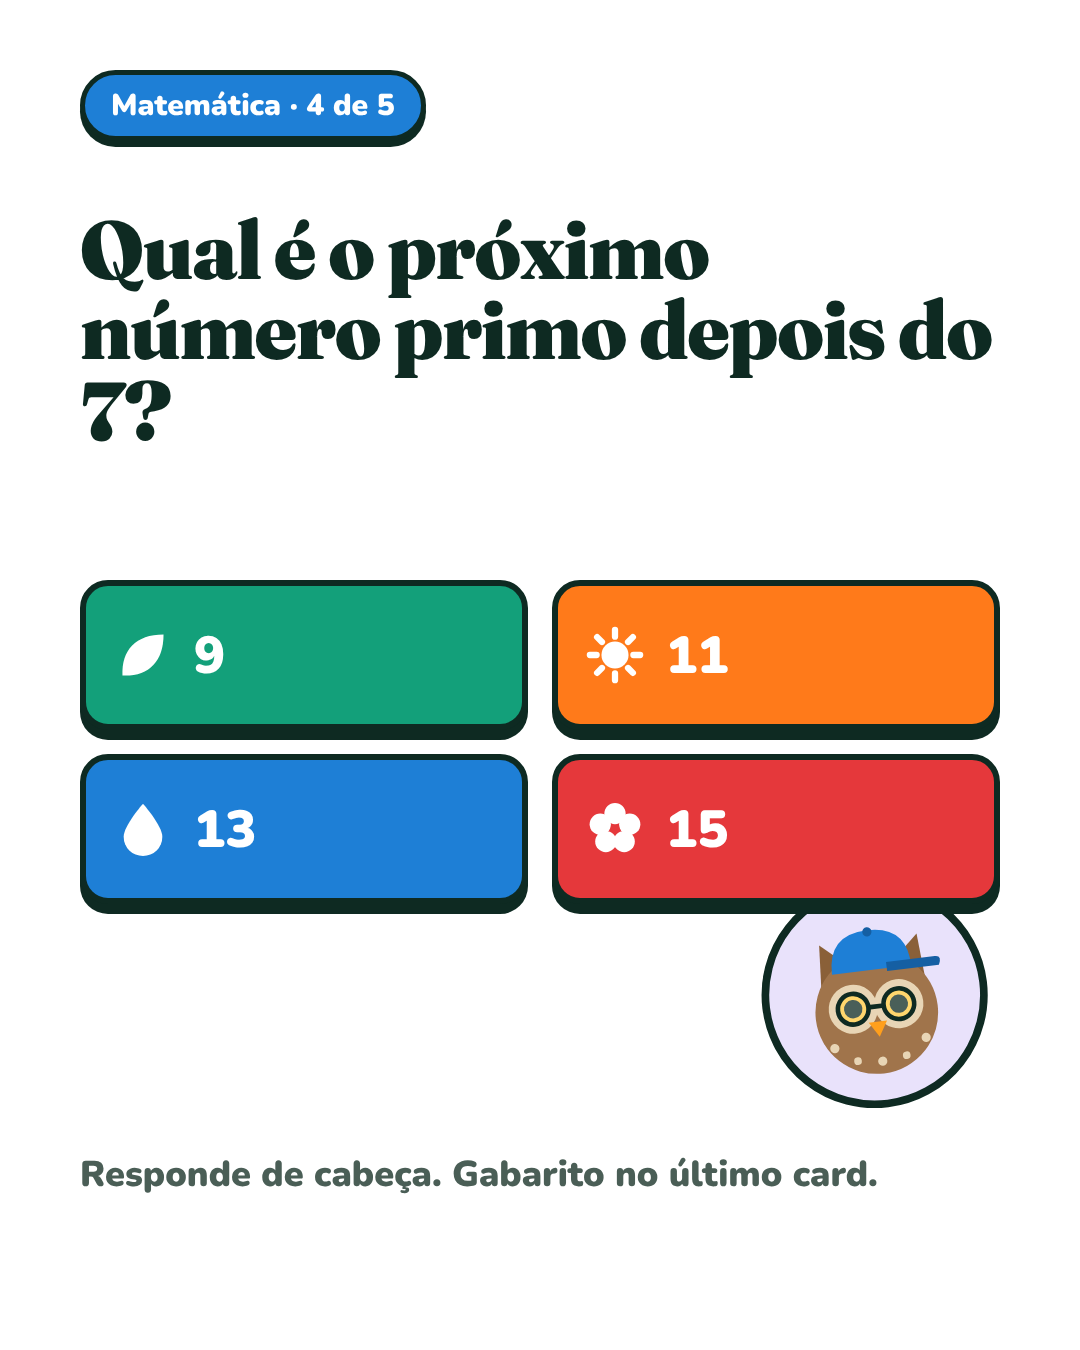 Matemática · 4 de 5
Qual é o próximo
número primo depois do
7?
9
11
13
15
Responde de cabeça. Gabarito no último card.